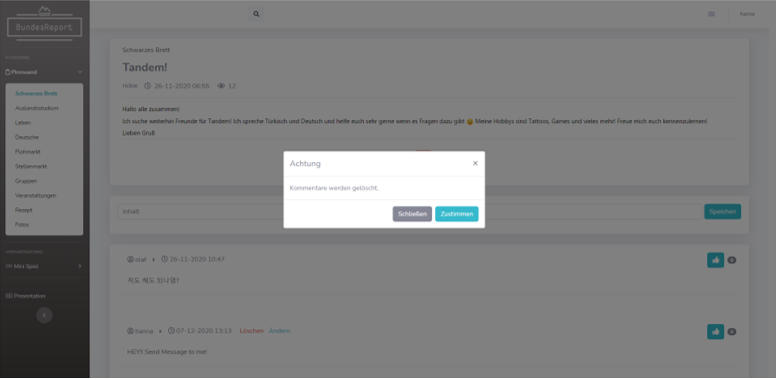 BundesReport
Pinnwand
Schwarzes Brett
Auslandsstudium
Leben
Deutsche
Flohmarkt
Stellenmarkt
Gruppen
Veranstaltungen
Rezept
Fotos
Mini Spiel
Presentation
hanna
Schwarzes Brett
Tandem!
26-11-2020 06:55 12
Hallo alle zusammen!
Ich suche weiterhin Freunde für Tandem! Ich spreche Türkisch und Deutsch und helfe euch sehr gerne wenn es Fragen dazu gibt 😀 Meine Hobbys sind Tattoos, Games und vieles mehr! Freue mich euch kennenzulernen!
Lieben Gruß
Achtung ×
Kommentare werden gelöscht.
Schließen Zustimmen
Inhalt Speichern
olaf 26-11-2020 10:47
저도 해도 되나염?
hanna 07-12-2020 13:13 Löschen Ändern
HEY!! Send Message to me!